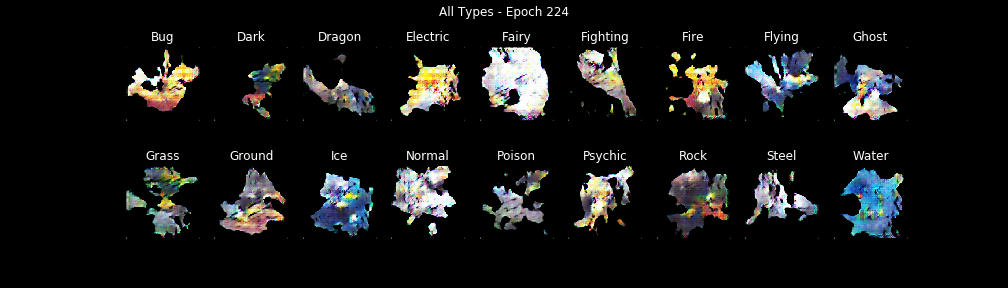 All Types - Epoch 224
Bug Dark Dragon Electric Fairy Fighting Fire Flying Ghost
Grass Ground Ice Normal Poison Psychic Rock Steel Water